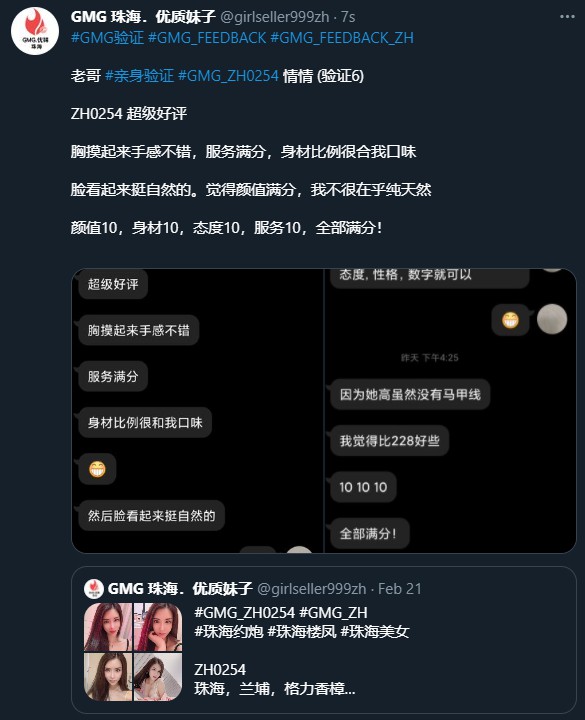 GMG 珠海．优质妹子 @girlseller999zh · 7s
#GMG验证 #GMG_FEEDBACK #GMG_FEEDBACK_ZH
老哥 #亲身验证 #GMG_ZH0254 情情 (验证6)
ZH0254 超级好评
胸摸起来手感不错，服务满分，身材比例很合我口味
脸看起来挺自然的。觉得颜值满分，我不很在乎纯天然
颜值10，身材10，态度10，服务10，全部满分！
超级好评
胸摸起来手感不错
服务满分
身材比例很和我口味
然后脸看起来挺自然的
态度, 性格, 数字就可以
昨天 下午4:25
因为她高虽然没有马甲线
我觉得比228好些
10 10 10
全部满分！
GMG 珠海．优质妹子 @girlseller999zh · Feb 21
#GMG_ZH0254 #GMG_ZH
#珠海约炮 #珠海楼凤 #珠海美女
ZH0254
珠海，兰埔，格力香樟...